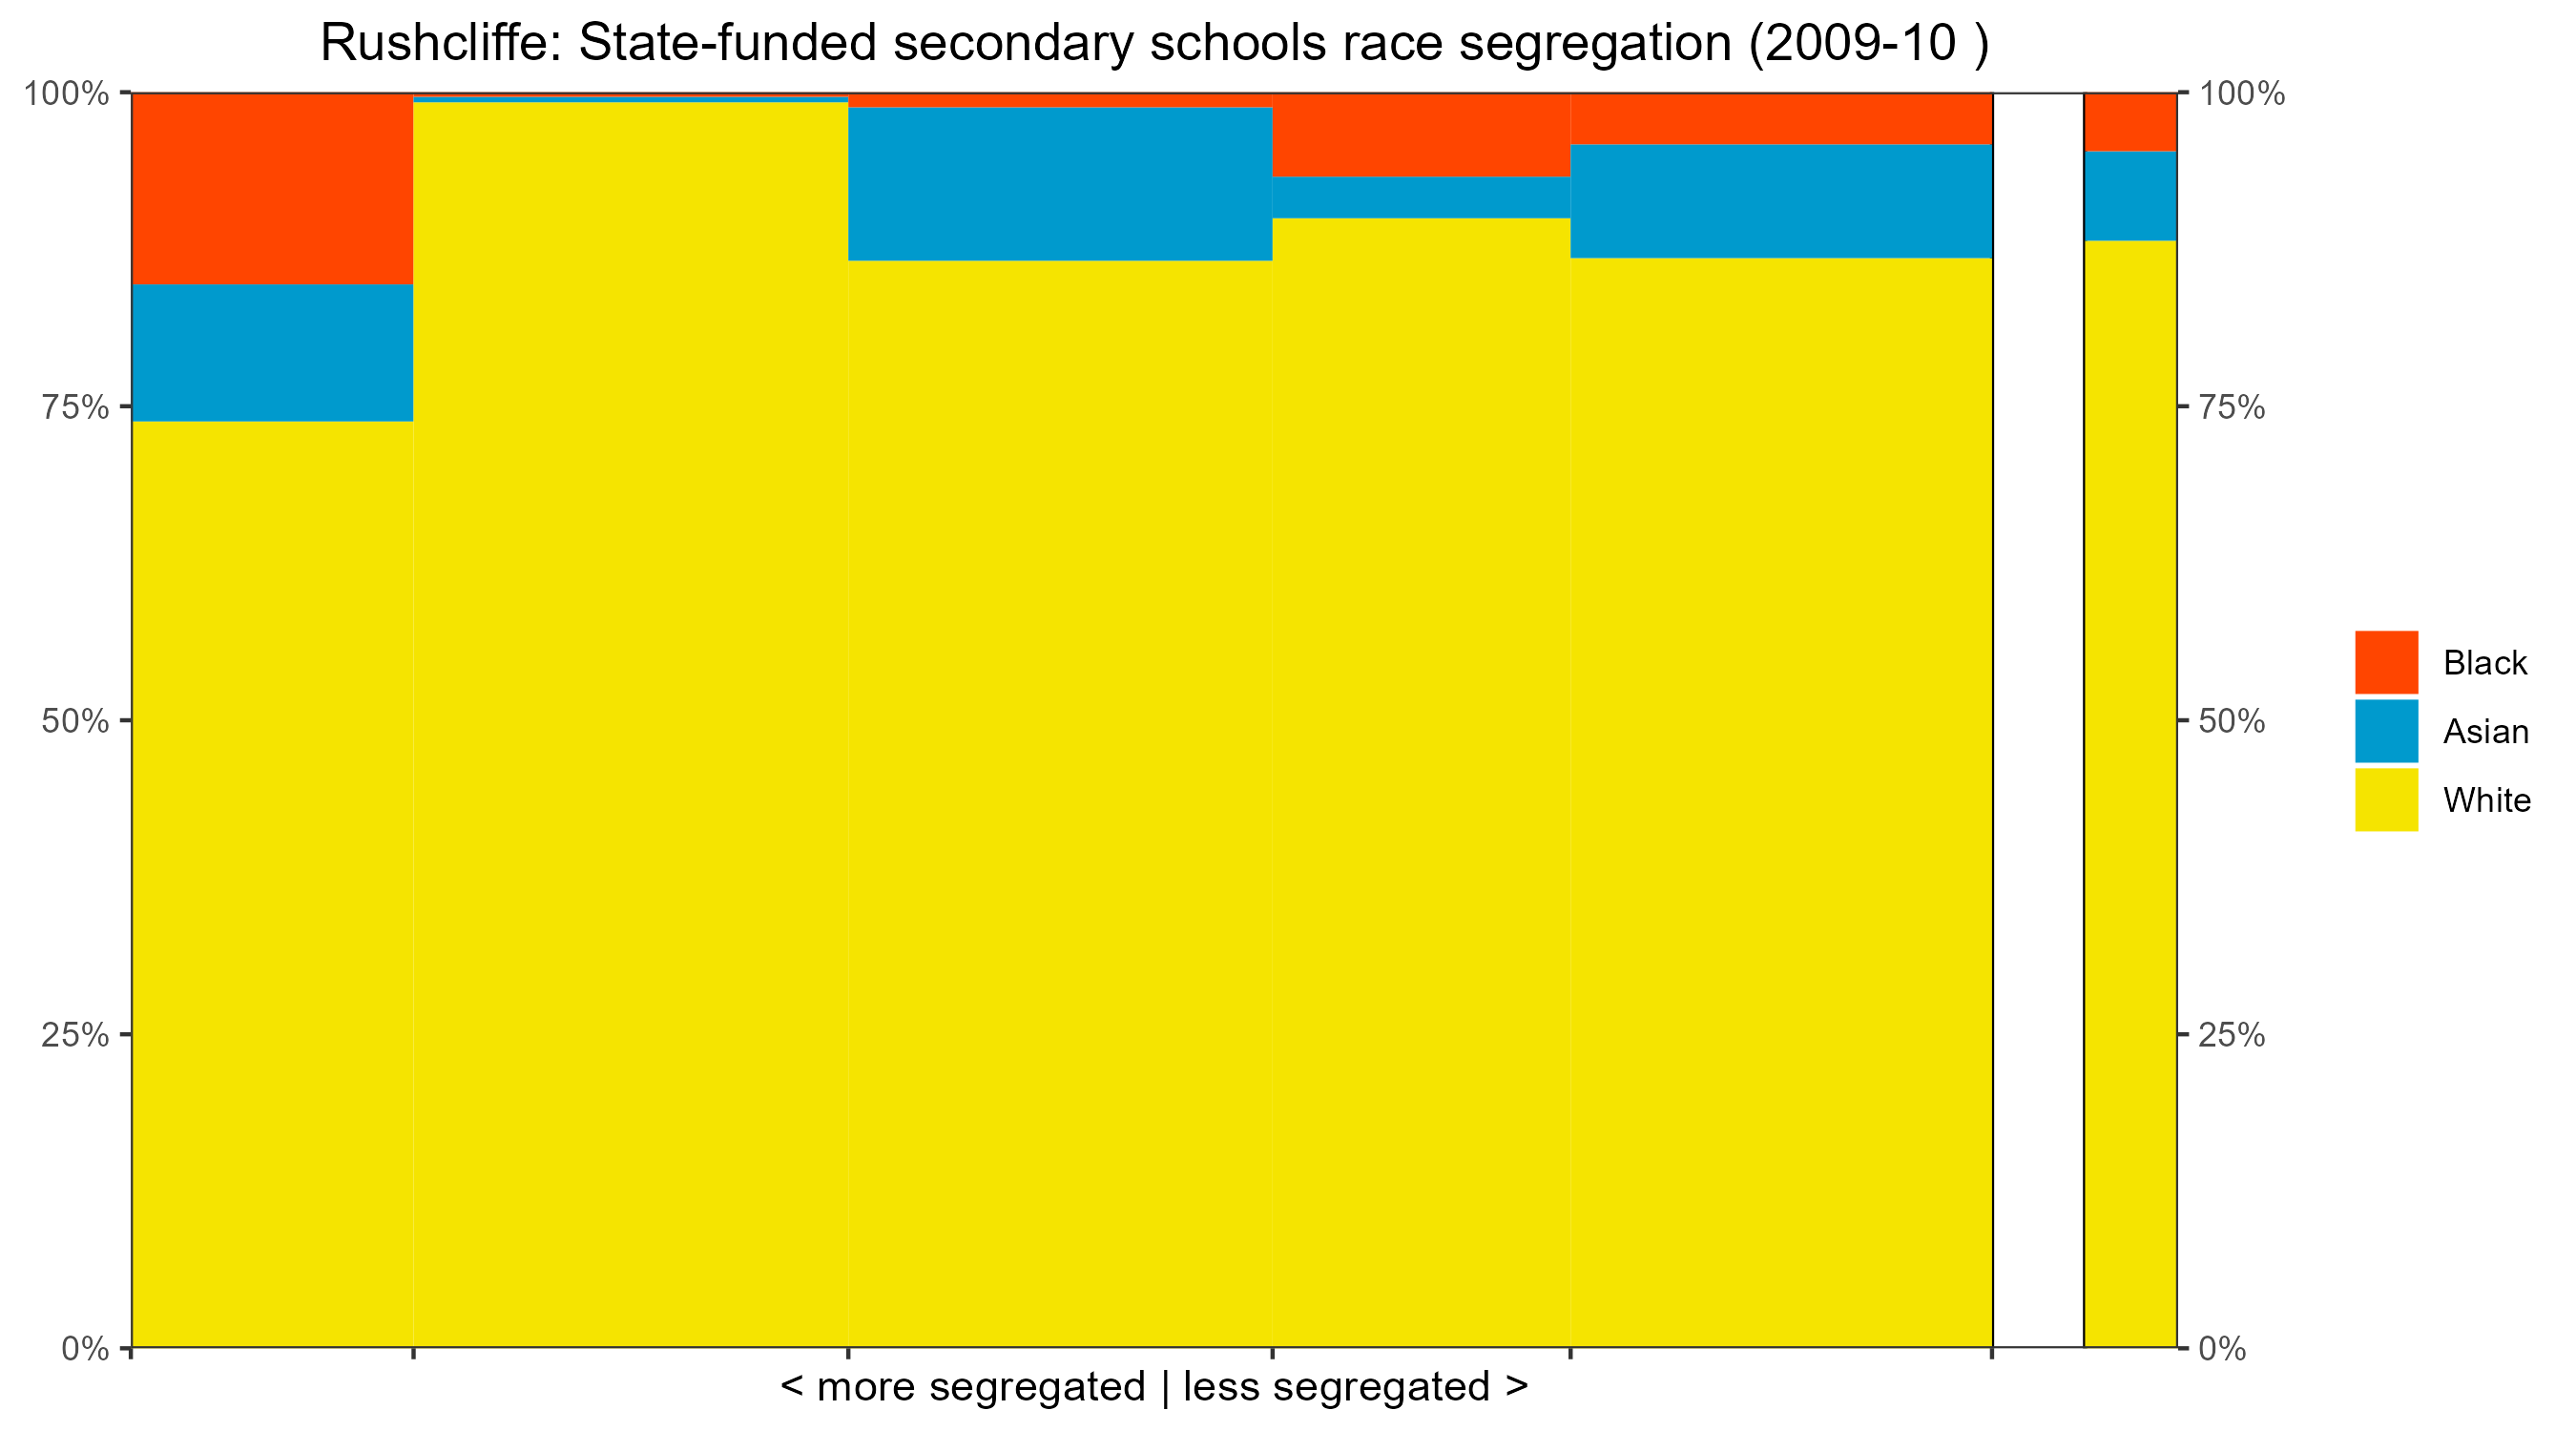 Rushcliffe: State-funded secondary schools race segregation (2009-10 )
100%
75%
50%
25%
0%
100%
75%
50%
25%
0%
Black
Asian
White
< more segregated | less segregated >